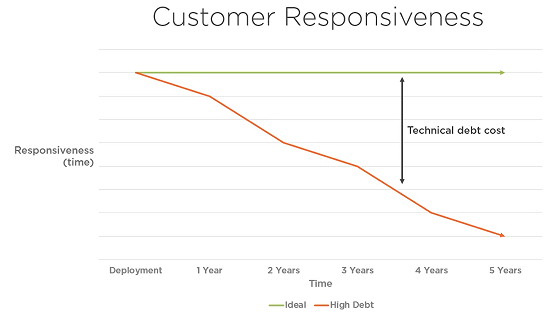 Customer Responsiveness
Technical debt cost
Responsiveness
(time)
Deployment 1 Year 2 Years 3 Years 4 Years 5 Years
Time
Ideal High Debt